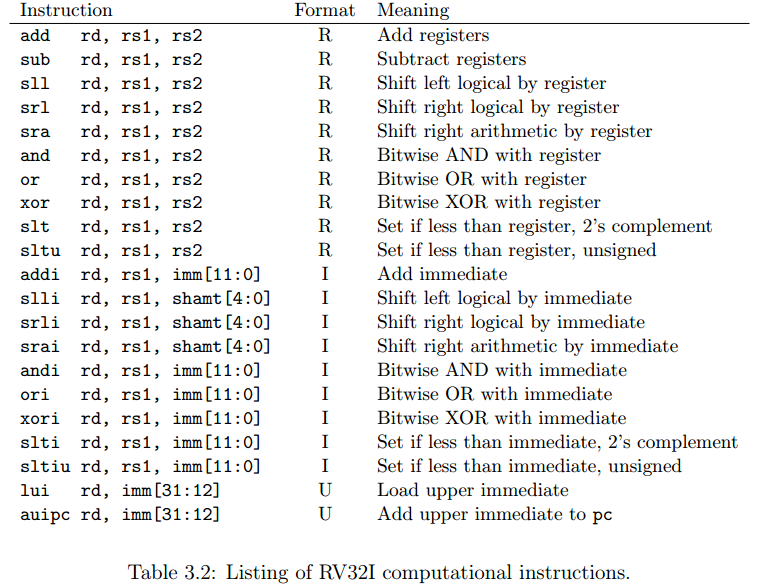 Instruction Format Meaning
add rd, rs1, rs2 R Add registers
sub rd, rs1, rs2 R Subtract registers
sll rd, rs1, rs2 R Shift left logical by register
srl rd, rs1, rs2 R Shift right logical by register
sra rd, rs1, rs2 R Shift right arithmetic by register
and rd, rs1, rs2 R Bitwise AND with register
or rd, rs1, rs2 R Bitwise OR with register
xor rd, rs1, rs2 R Bitwise XOR with register
slt rd, rs1, rs2 R Set if less than register, 2's complement
sltu rd, rs1, rs2 R Set if less than register, unsigned
addi rd, rs1, imm[11:0] I Add immediate
slli rd, rs1, shamt[4:0] I Shift left logical by immediate
srli rd, rs1, shamt[4:0] I Shift right logical by immediate
srai rd, rs1, shamt[4:0] I Shift right arithmetic by immediate
andi rd, rs1, imm[11:0] I Bitwise AND with immediate
ori rd, rs1, imm[11:0] I Bitwise OR with immediate
xori rd, rs1, imm[11:0] I Bitwise XOR with immediate
slti rd, rs1, imm[11:0] I Set if less than immediate, 2's complement
sltiu rd, rs1, imm[11:0] I Set if less than immediate, unsigned
lui rd, imm[31:12] U Load upper immediate
auipc rd, imm[31:12] U Add upper immediate to pc
Table 3.2: Listing of RV32I computational instructions.